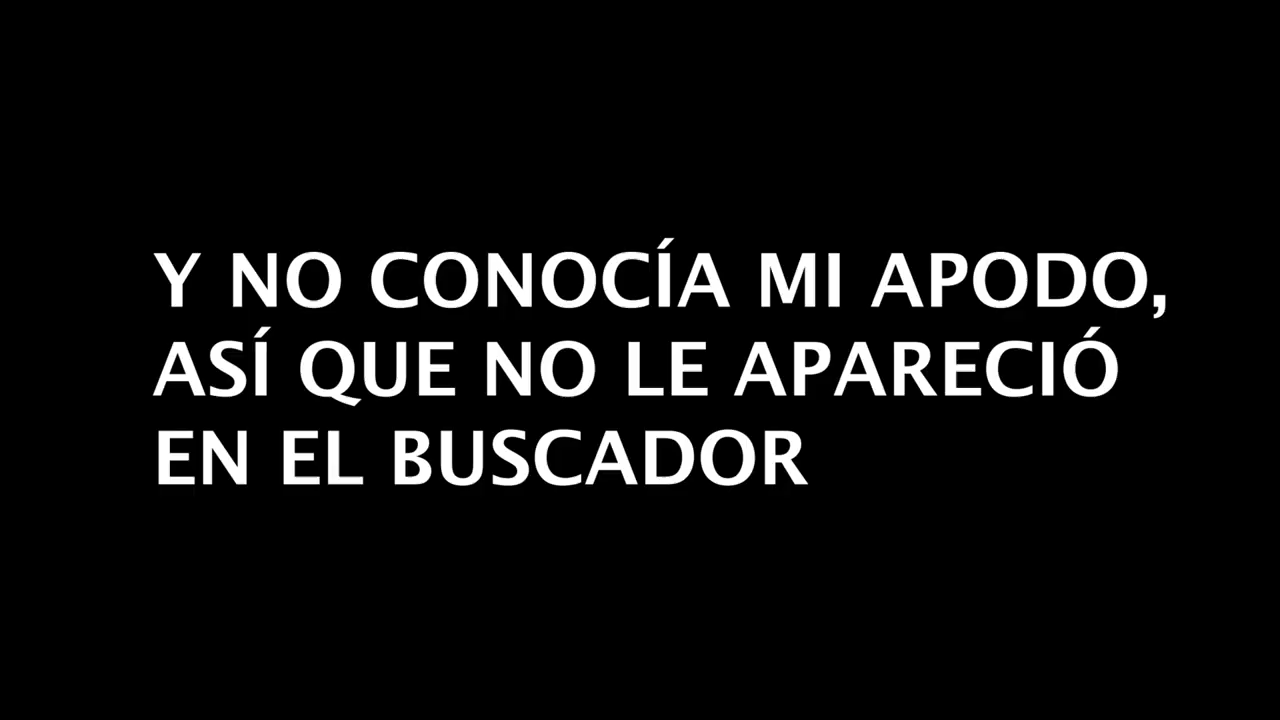 Y NO CONOCÍA MI APODO,
ASÍ QUE NO LE APARECIÓ
EN EL BUSCADOR